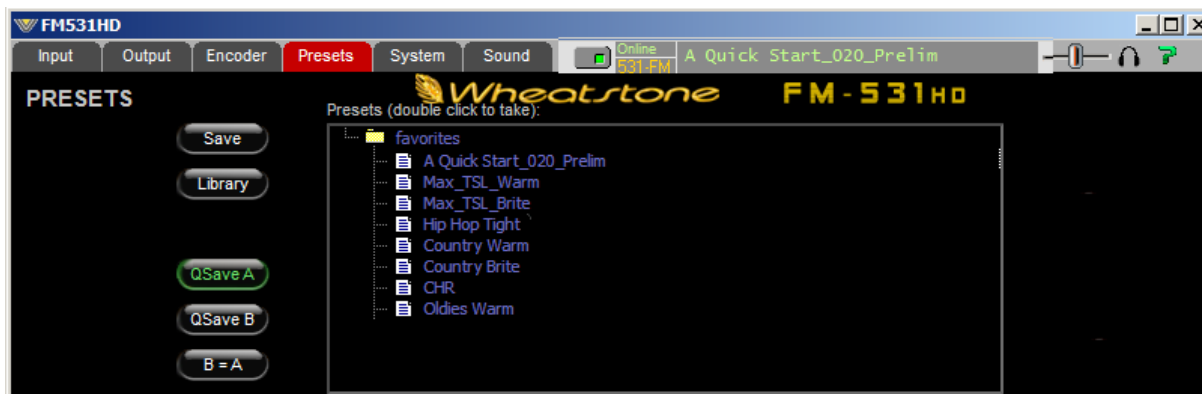 FM531HD
Input Output Encoder Presets System Sound Online 531-FM A Quick Start_020_Prelim
PRESETS
Wheatstone FM-531HD
Presets (double click to take):
Save
favorites
A Quick Start_020_Prelim
Library
Max_TSL_Warm
Max_TSL_Brite
Hip Hop Tight
Country Warm
QSave A
Country Brite
CHR
QSave B
Oldies Warm
B = A